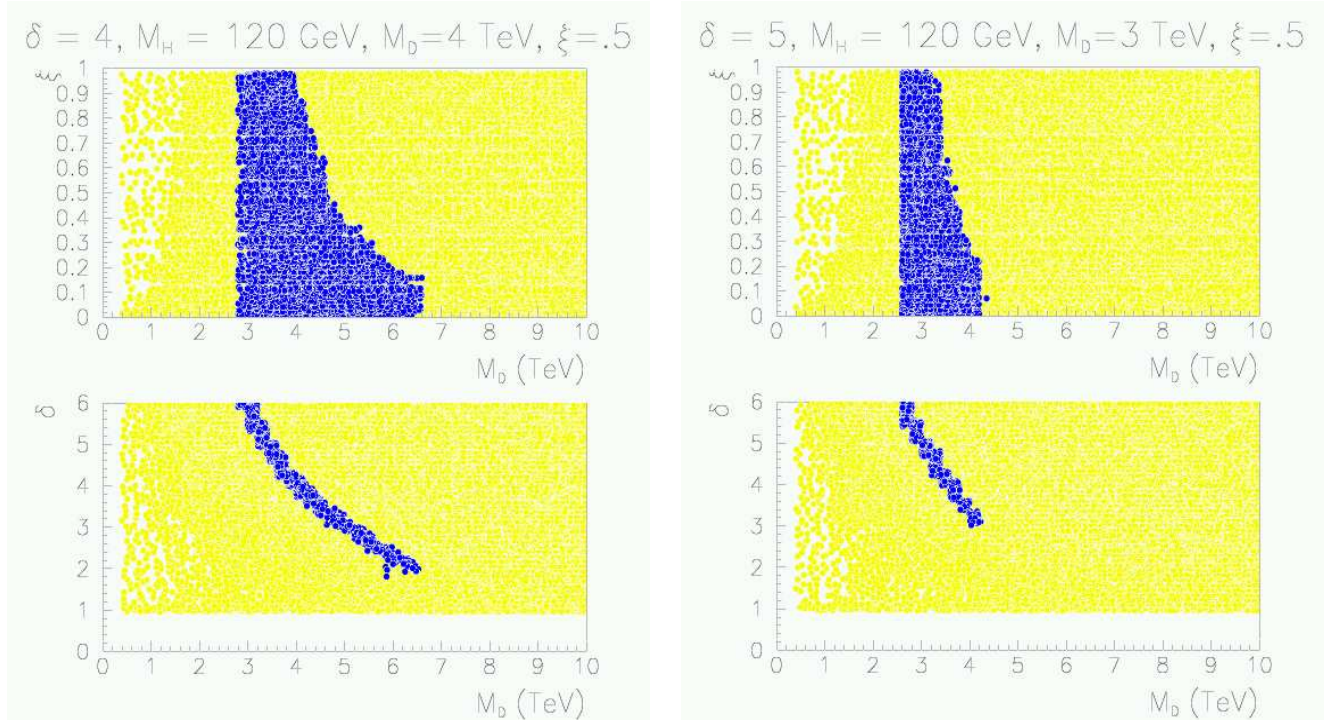 δ = 4, M_H = 120 GeV, M_D=4 TeV, ξ=.5
ξ
1
0.9
0.8
0.7
0.6
0.5
0.4
0.3
0.2
0.1
0
0 1 2 3 4 5 6 7 8 9 10
M_D (TeV)
δ
6
5
4
3
2
1
0
0 1 2 3 4 5 6 7 8 9 10
M_D (TeV)
δ = 5, M_H = 120 GeV, M_D=3 TeV, ξ=.5
ξ
1
0.9
0.8
0.7
0.6
0.5
0.4
0.3
0.2
0.1
0
0 1 2 3 4 5 6 7 8 9 10
M_D (TeV)
δ
6
5
4
3
2
1
0
0 1 2 3 4 5 6 7 8 9 10
M_D (TeV)